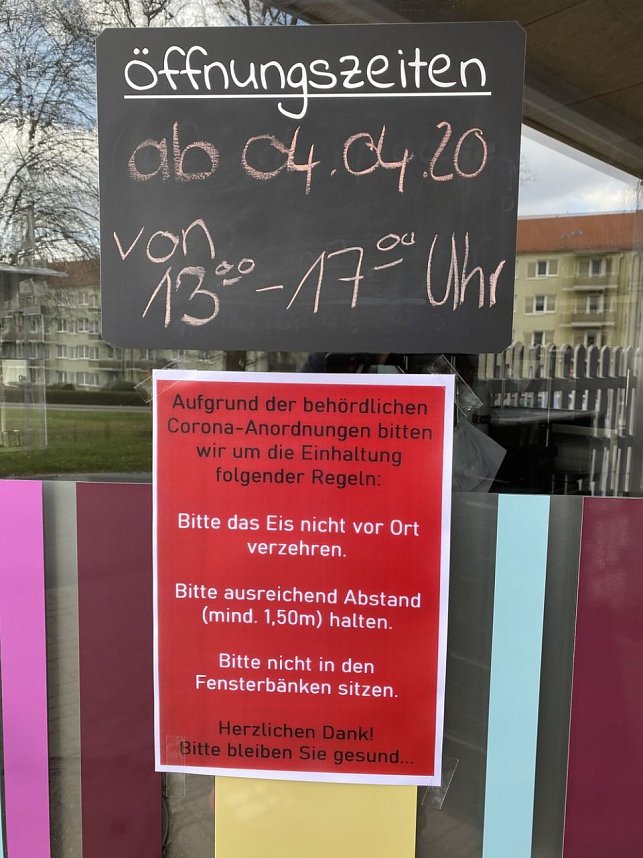 Öffnungszeiten
ab 04.04.20
von
13⁰⁰ - 17⁰⁰ Uhr
Aufgrund der behördlichen
Corona-Anordnungen bitten
wir um die Einhaltung
folgender Regeln:
Bitte das Eis nicht vor Ort
verzehren.
Bitte ausreichend Abstand
(mind. 1,50m) halten.
Bitte nicht in den
Fensterbänken sitzen.
Herzlichen Dank!
Bitte bleiben Sie gesund...